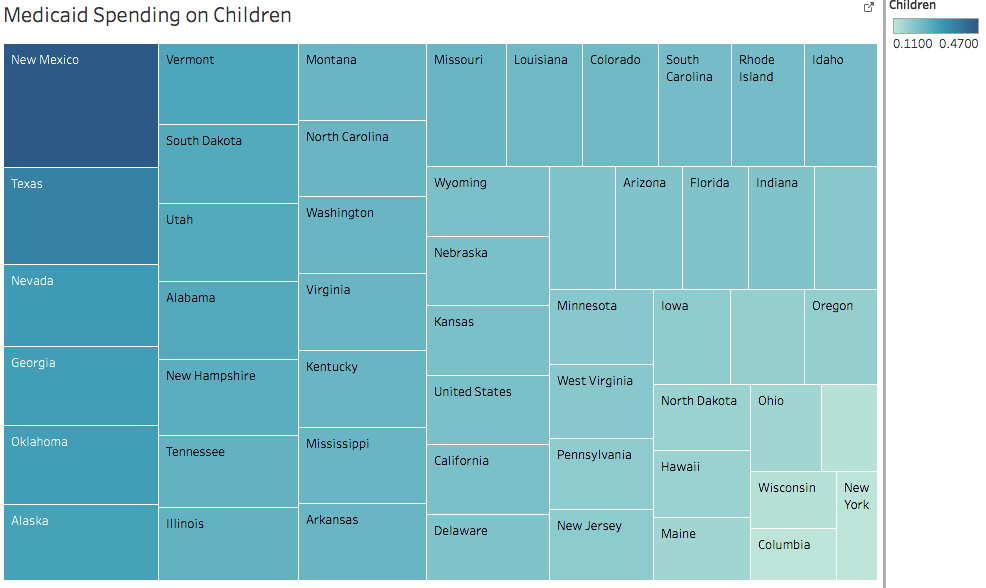 Medicaid Spending on Children
Children
0.1100 0.4700
New Mexico
Texas
Nevada
Georgia
Oklahoma
Alaska
Vermont
South Dakota
Utah
Alabama
New Hampshire
Tennessee
Illinois
Montana
North Carolina
Washington
Virginia
Kentucky
Mississippi
Arkansas
Missouri
Louisiana
Colorado
South
Carolina
Rhode
Island
Idaho
Wyoming
Nebraska
Kansas
United States
California
Delaware
Arizona
Florida
Indiana
Minnesota
West Virginia
Pennsylvania
New Jersey
Iowa
Oregon
North Dakota
Hawaii
Maine
Ohio
Wisconsin
Columbia
New
York